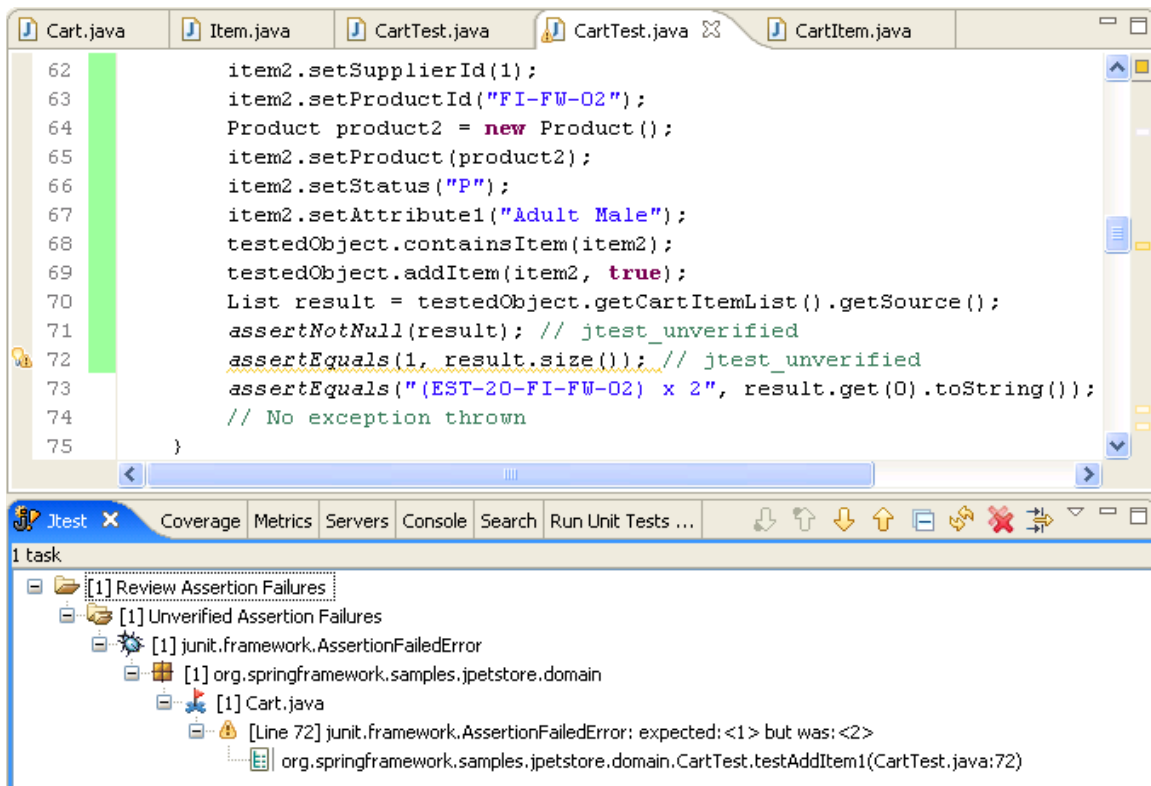 Cart.java Item.java CartTest.java CartTest.java CartItem.java
62 item2.setSupplierId(1);
63 item2.setProductId("FI-FW-02");
64 Product product2 = new Product();
65 item2.setProduct(product2);
66 item2.setStatus("P");
67 item2.setAttribute1("Adult Male");
68 testedObject.containsItem(item2);
69 testedObject.addItem(item2, true);
70 List result = testedObject.getCartItemList().getSource();
71 assertNotNull(result); // jtest_unverified
72 assertEquals(1, result.size()); // jtest_unverified
73 assertEquals("(EST-20-FI-FW-02) x 2", result.get(0).toString());
74 // No exception thrown
75 }
Jtest Coverage Metrics Servers Console Search Run Unit Tests ...
1 task
[1] Review Assertion Failures
[1] Unverified Assertion Failures
[1] junit.framework.AssertionFailedError
[1] org.springframework.samples.jpetstore.domain
[1] Cart.java
[Line 72] junit.framework.AssertionFailedError: expected:<1> but was:<2>
org.springframework.samples.jpetstore.domain.CartTest.testAddItem1(CartTest.java:72)